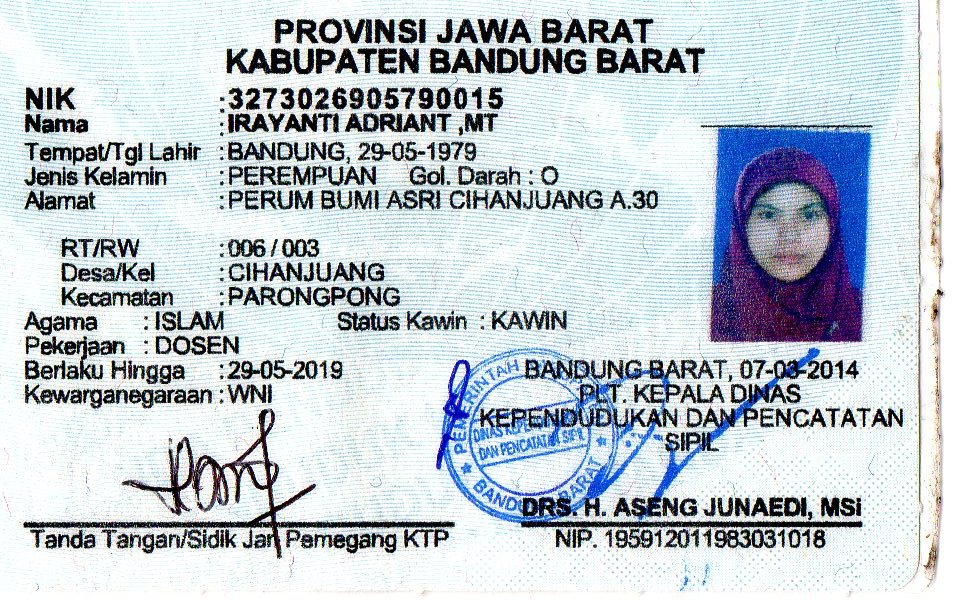 PROVINSI JAWA BARAT
KABUPATEN BANDUNG BARAT
NIK : 3273026905790015
Nama : IRAYANTI ADRIANT ,MT
Tempat/Tgl Lahir : BANDUNG, 29-05-1979
Jenis Kelamin : PEREMPUAN Gol. Darah : O
Alamat : PERUM BUMI ASRI CIHANJUANG A.30
RT/RW : 006 / 003
Desa/Kel : CIHANJUANG
Kecamatan : PARONGPONG
Agama : ISLAM Status Kawin : KAWIN
Pekerjaan : DOSEN
Berlaku Hingga : 29-05-2019
Kewarganegaraan : WNI
BANDUNG BARAT, 07-03-2014
PLT. KEPALA DINAS
KEPENDUDUKAN DAN PENCATATAN
SIPIL
PEMERINTAH
DINAS
DAN PENCATATAN SIPIL
BANDUNG BARAT
DRS. H. ASENG JUNAEDI, MSi
NIP. 195912011983031018
Tanda Tangan/Sidik Jari Pemegang KTP